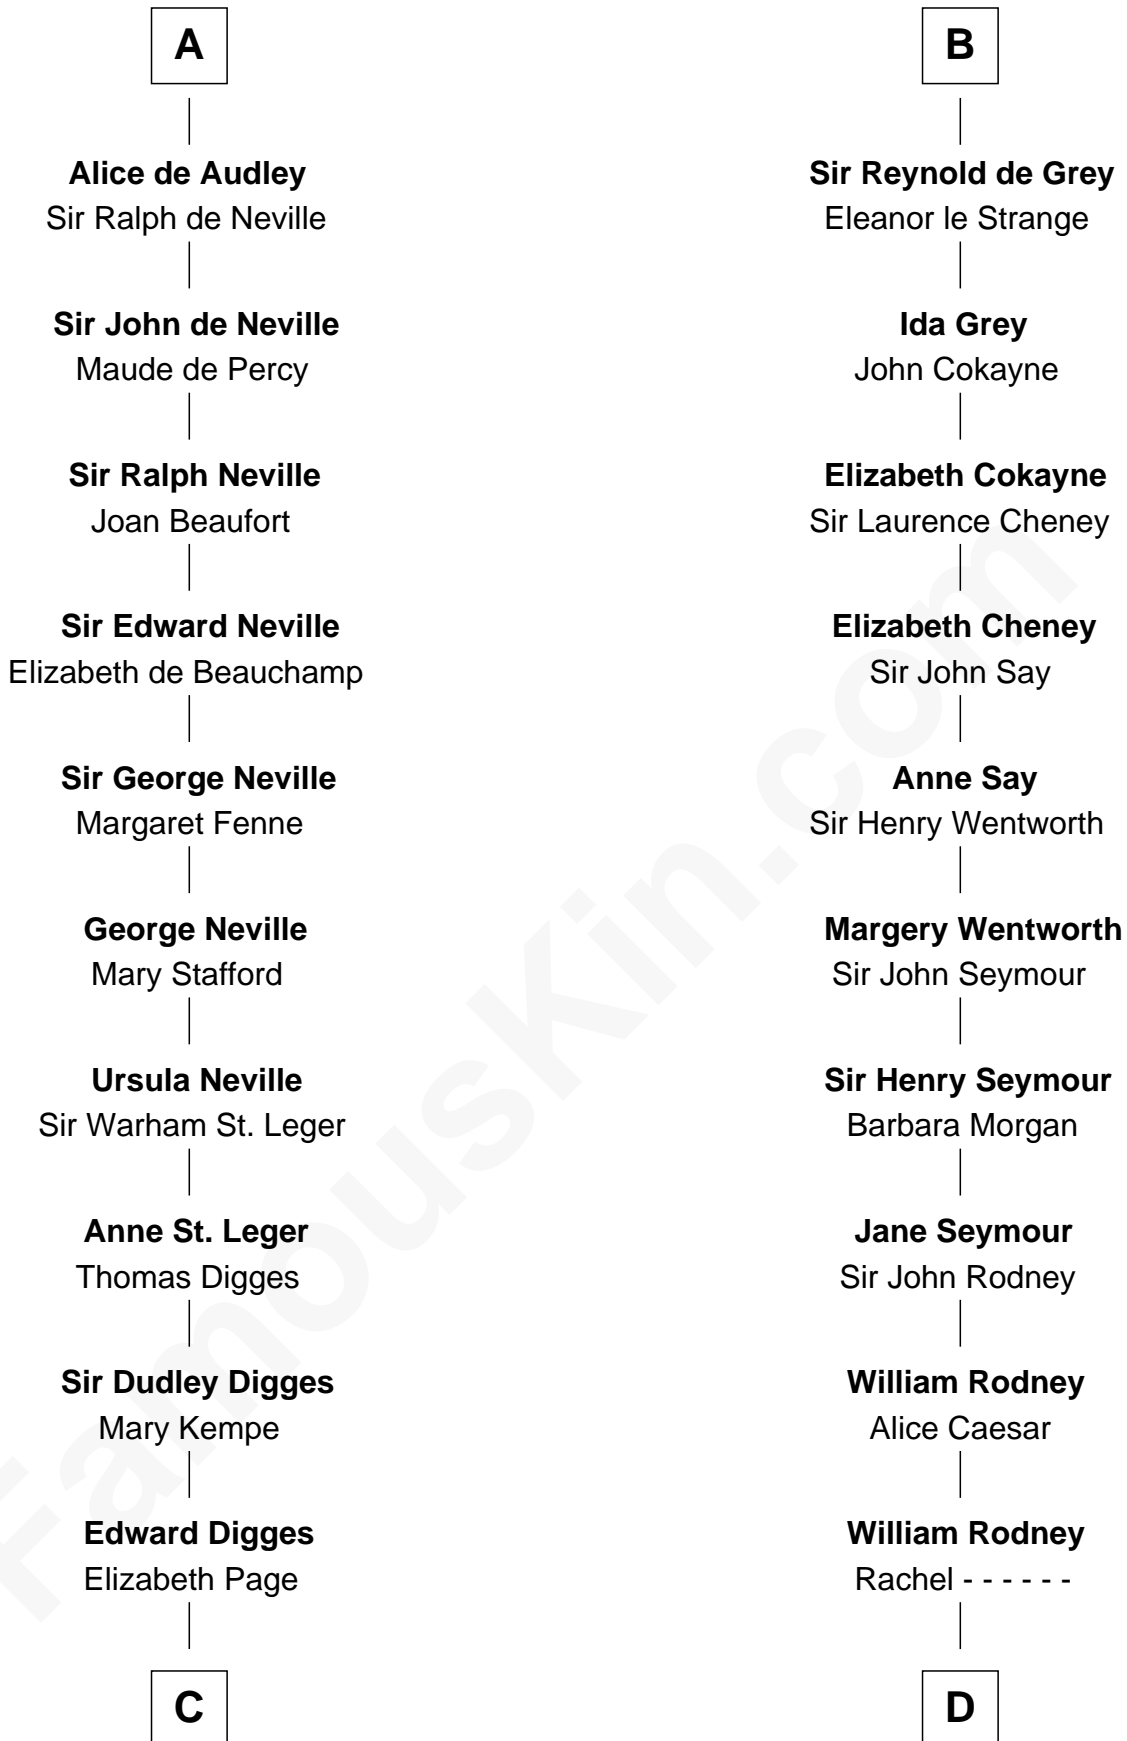 A
Alice de Audley
Sir Ralph de Neville
Sir John de Neville
Maude de Percy
Sir Ralph Neville
Joan Beaufort
Sir Edward Neville
Elizabeth de Beauchamp
Sir George Neville
Margaret Fenne
George Neville
Mary Stafford
Ursula Neville
Sir Warham St. Leger
Anne St. Leger
Thomas Digges
Sir Dudley Digges
Mary Kempe
Edward Digges
Elizabeth Page
C
B
Sir Reynold de Grey
Eleanor le Strange
Ida Grey
John Cokayne
Elizabeth Cokayne
Sir Laurence Cheney
Elizabeth Cheney
Sir John Say
Anne Say
Sir Henry Wentworth
Margery Wentworth
Sir John Seymour
Sir Henry Seymour
Barbara Morgan
Jane Seymour
Sir John Rodney
William Rodney
Alice Caesar
William Rodney
Rachel - - - - - -
D
FamousKin.com